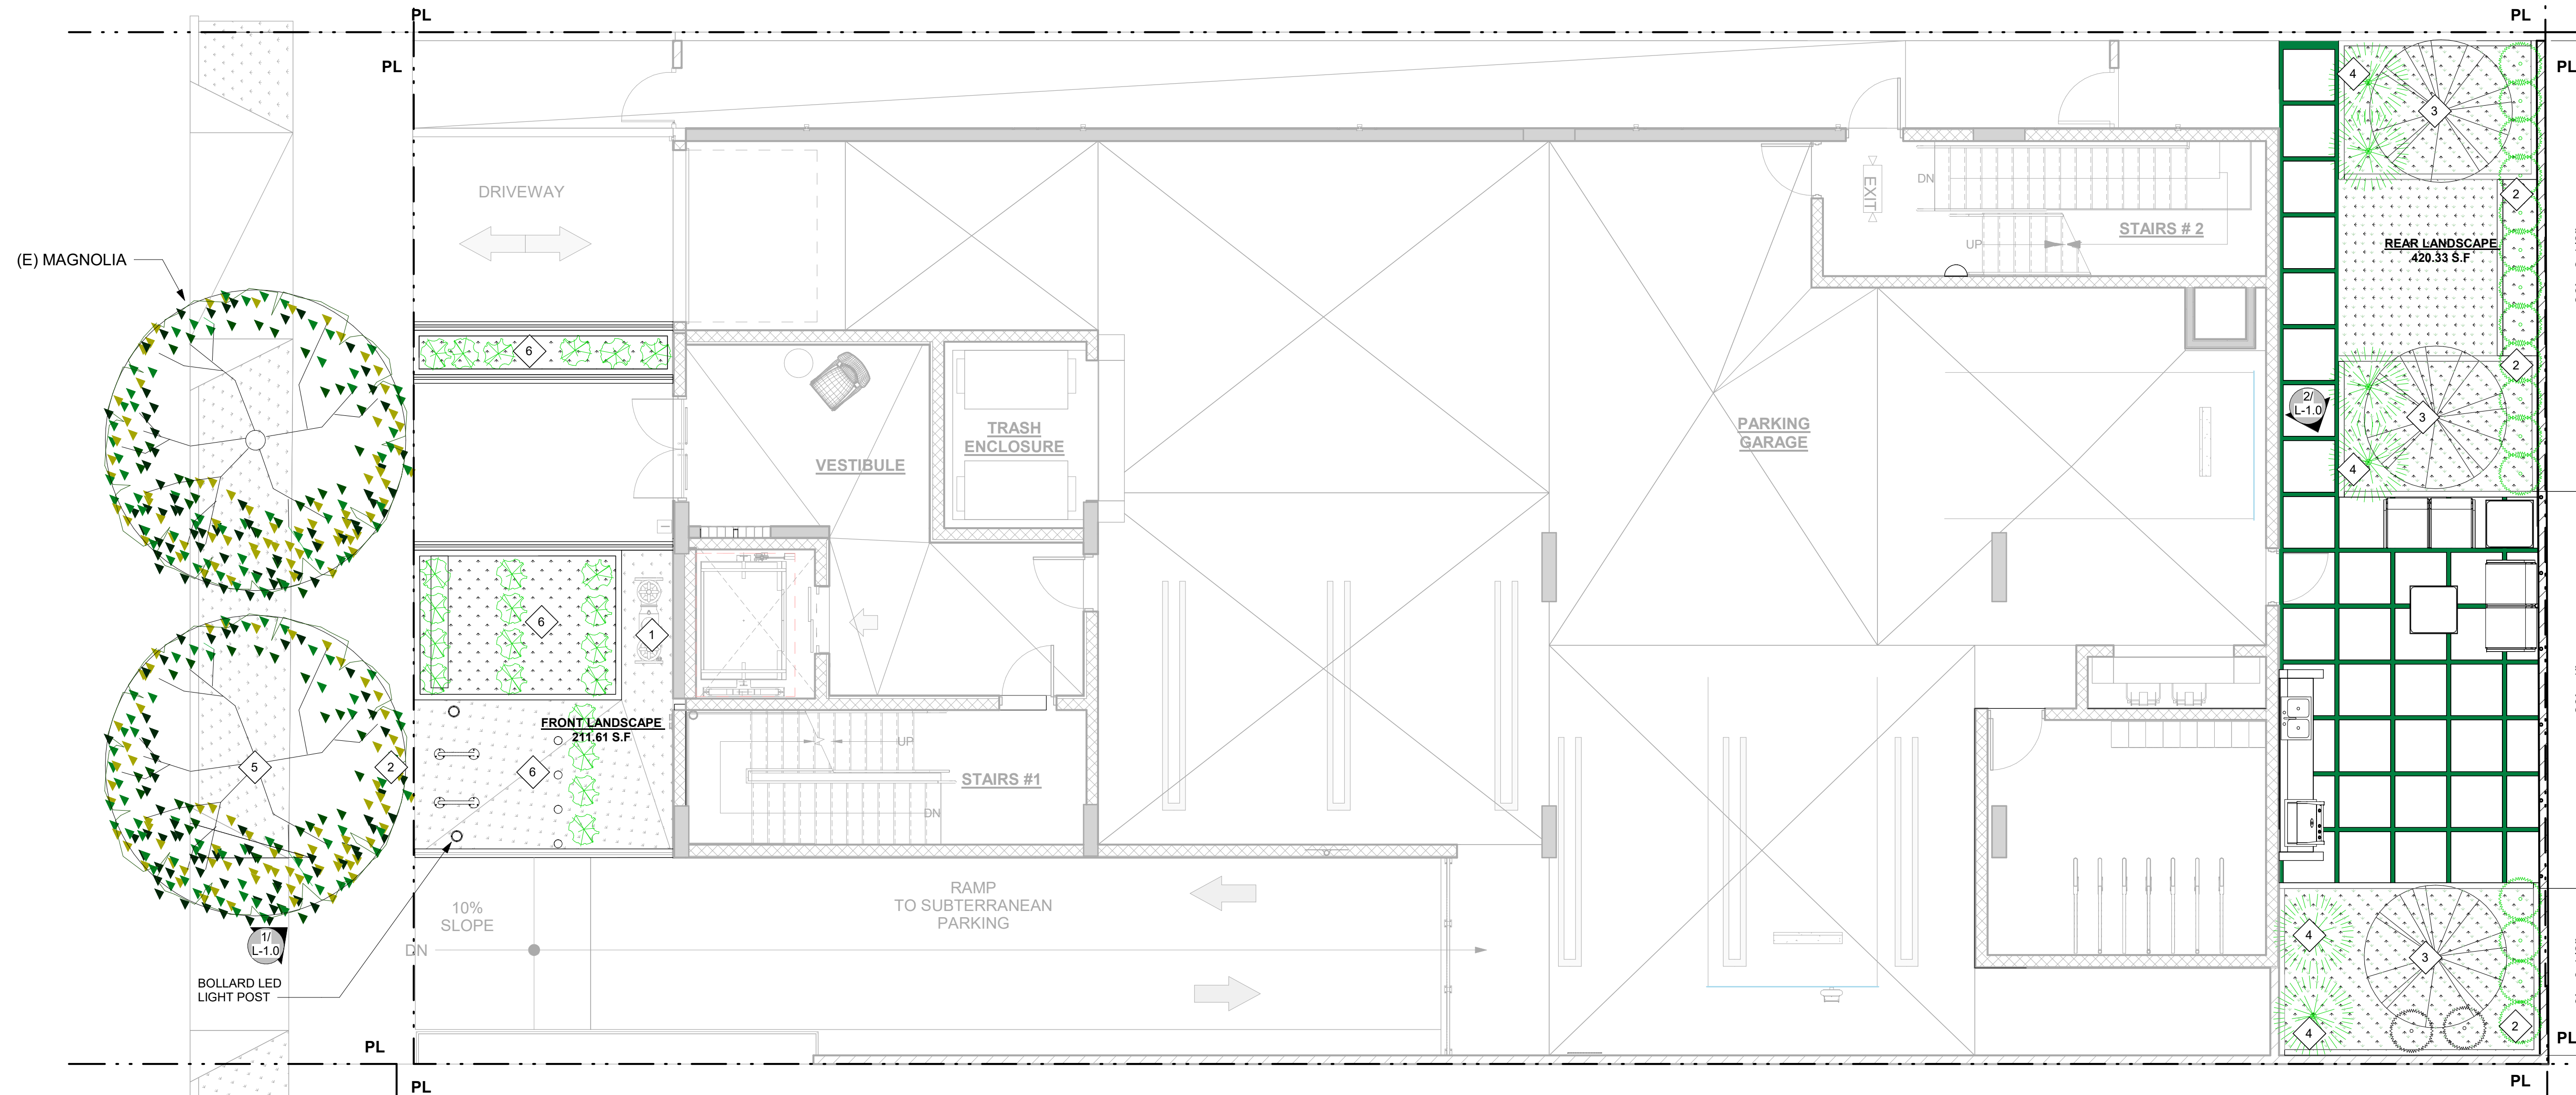 PL
PL
PL
PL
4
3
DRIVEWAY
EXIT
DN
2
STAIRS # 2
UP
REAR LANDSCAPE
420.33 S.F
(E) MAGNOLIA
6
2
2/
L-1.0
3
TRASH
ENCLOSURE
PARKING
GARAGE
VESTIBULE
4
6
1
FRONT LANDSCAPE
211.61 S.F
UP
5
2
6
STAIRS #1
DN
RAMP
TO SUBTERRANEAN
PARKING
10%
SLOPE
DN
1/
L-1.0
4
3
BOLLARD LED
LIGHT POST
4
2
PL
PL
PL
PL